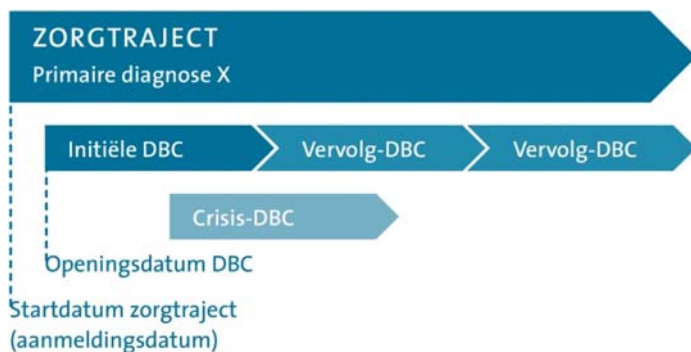 ZORGTRAJECT
Primaire diagnose X
Initiële DBC
Vervolg-DBC
Vervolg-DBC
Crisis-DBC
Openingsdatum DBC
Startdatum zorgtraject
(aanmeldingsdatum)